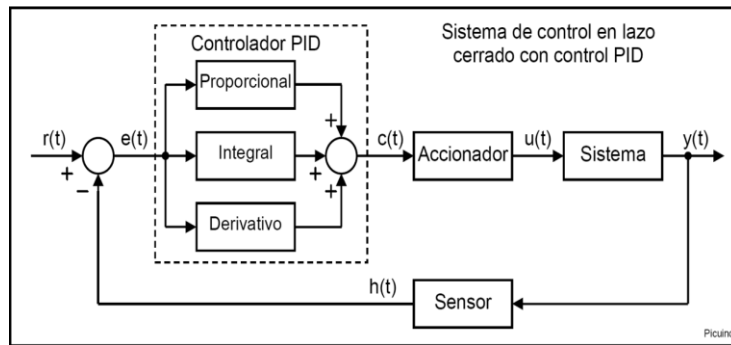 Controlador PID
Sistema de control en lazo
cerrado con control PID
Proporcional
+
r(t)
e(t)
c(t)
u(t)
y(t)
Integral
Accionador
Sistema
+
+
−
+
Derivativo
h(t)
Sensor